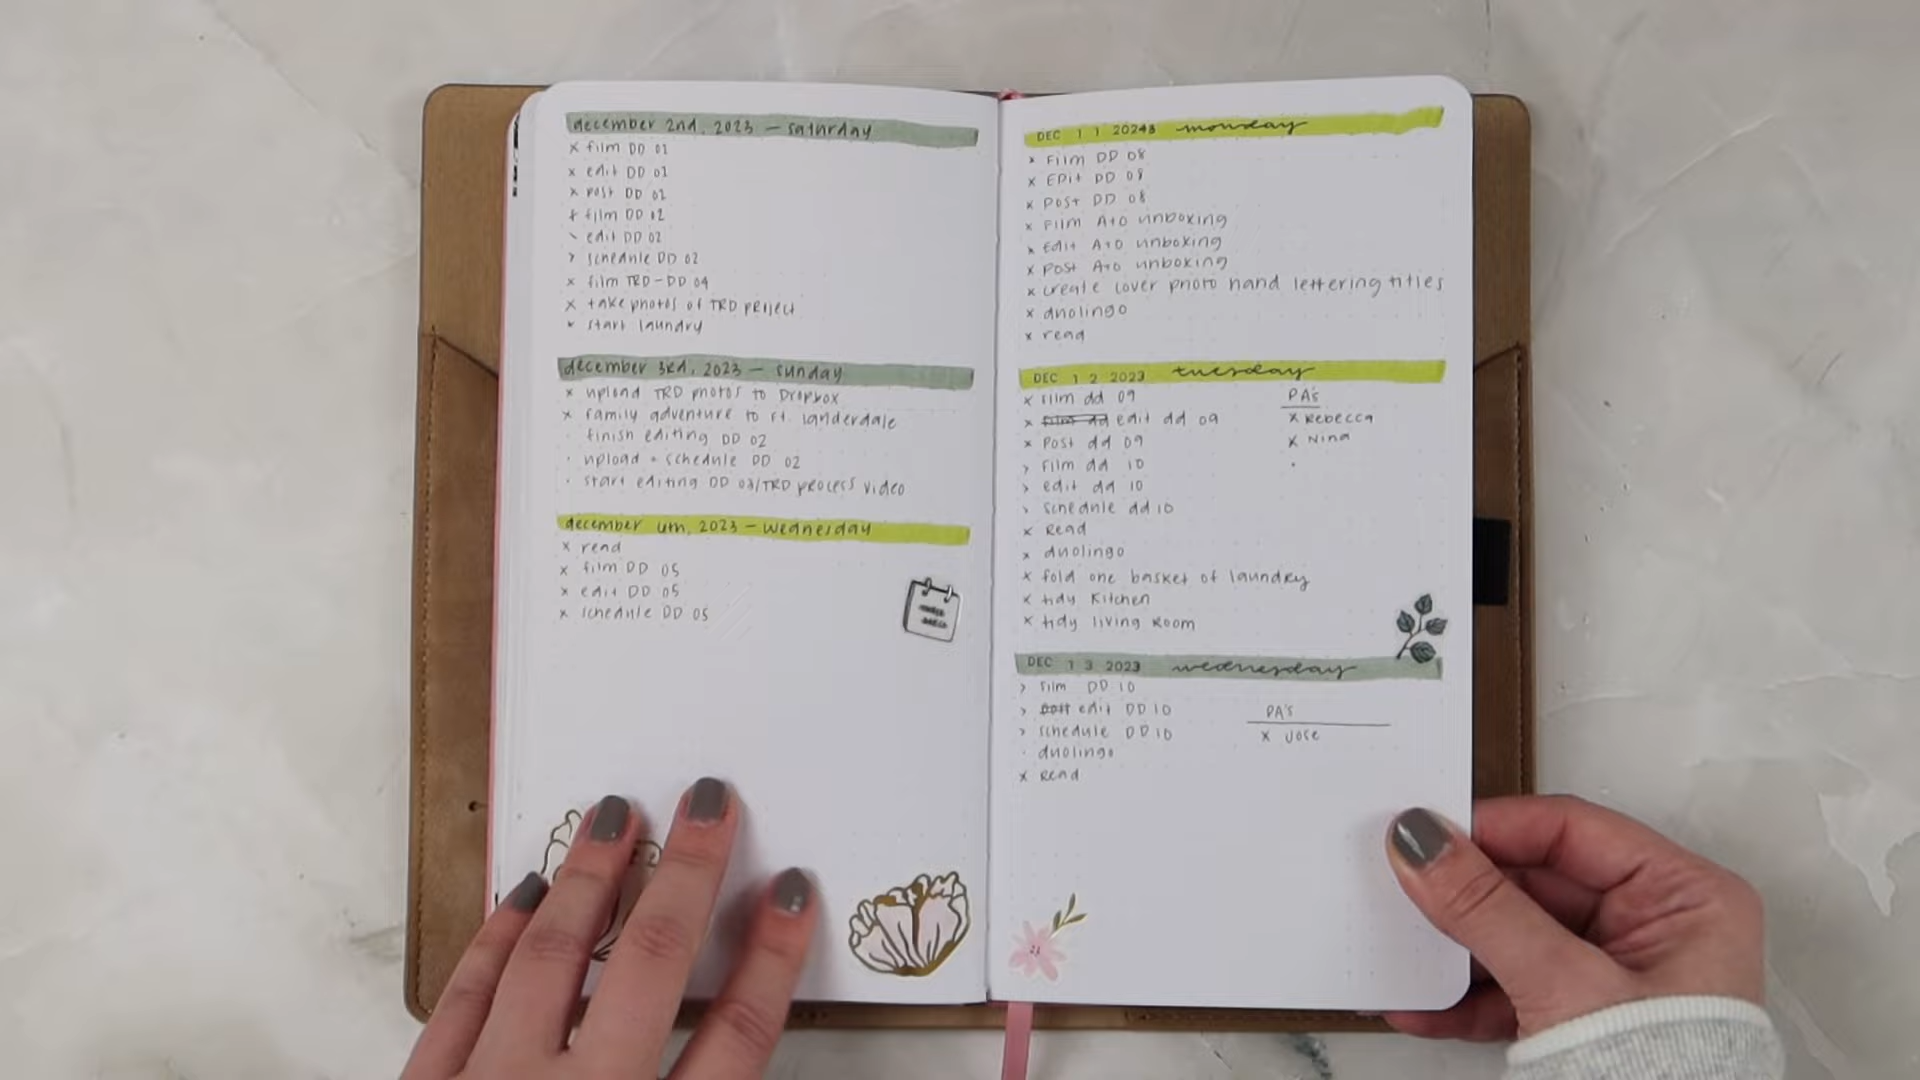 december 2nd, 2023 — saturday
x film DD 01
x edit DD 01
x post DD 01
+ film DD 02
\ edit DD 02
> schedule DD 02
x film TRD-DD 04
x take photos of TRD project
x start laundry
december 3rd, 2023 — sunday
x upload TRD photos to Dropbox
x family adventure to Ft. lauderdale
· finish editing DD 02
· upload + schedule DD 02
· start editing DD 03/TRD process video
december 4th, 2023 — wednesday
x read
x film DD 05
x edit DD 05
x schedule DD 05
DEC 11 20243 monday
x Film DD 08
x EDit DD 08
x post DD 08
x Film A+O unboxing
x Edit A+O unboxing
x post A+O unboxing
x create cover photo hand lettering titles
x duolingo
x read
DEC 12 2023 tuesday
x film dd 09
x film dd edit dd 09
x Post dd 09
> film dd 10
> edit dd 10
> schedule dd 10
x Read
x duolingo
x fold one basket of laundry
x tidy Kitchen
x tidy living Room
PA's
x Rebecca
x Nina
·
DEC 13 2023 wednesday
> film DD 10
> post edit DD 10
> schedule DD 10
· duolingo
x Read
PA's
x Jose